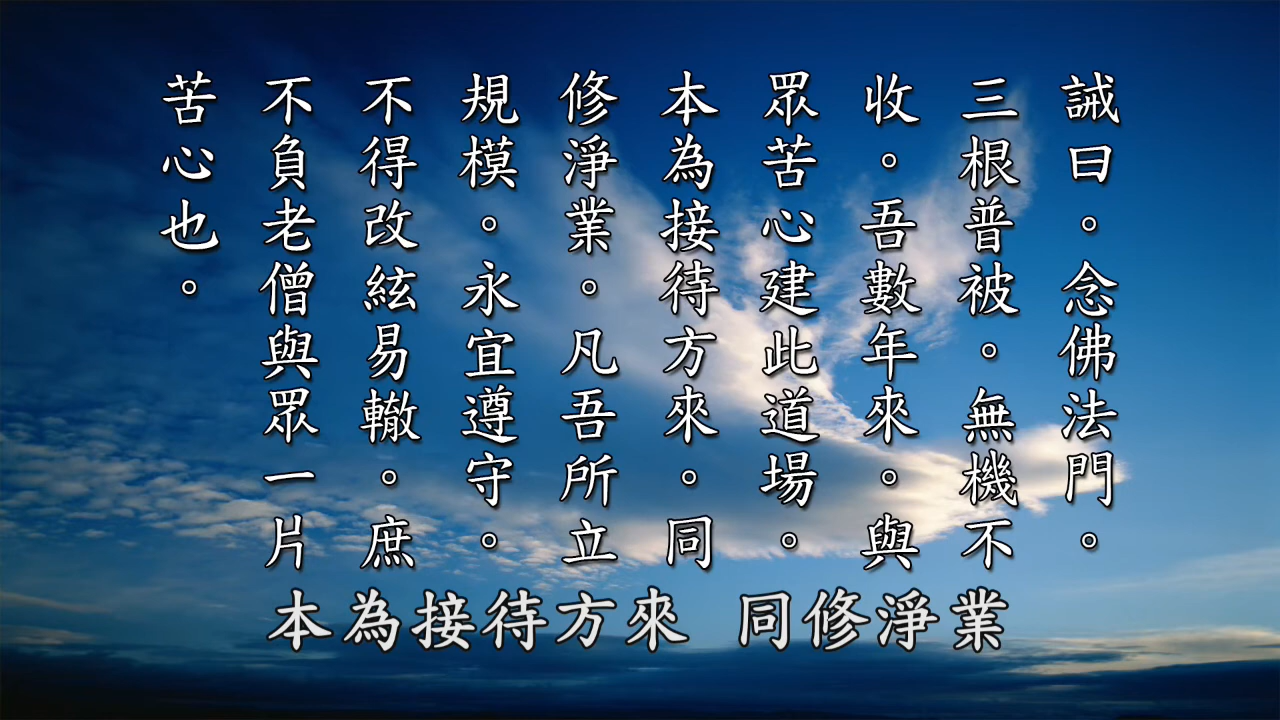 誡曰。念佛法門。
三根普被。無機不
收。吾數年來。與
眾苦心建此道場。
本為接待方來。同
修淨業。凡吾所立
規模。永宜遵守。
不得改絃易轍。庶
不負老僧與眾一片
苦心也。
本為接待方來 同修淨業